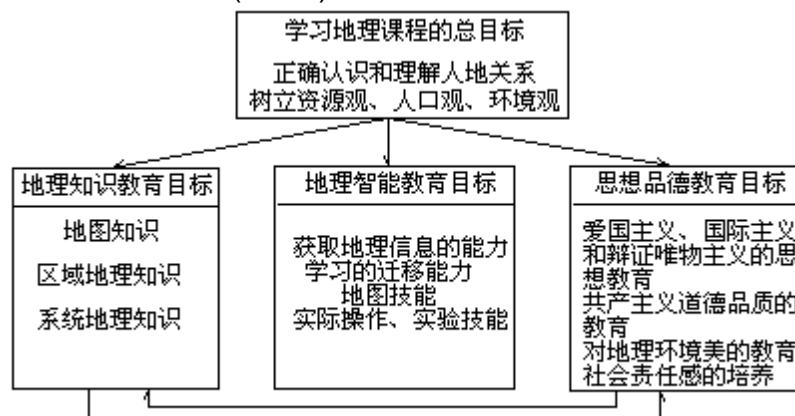 学习地理课程的总目标
正确认识和理解人地关系
树立资源观、人口观、环境观
地理知识教育目标
地图知识
区域地理知识
系统地理知识
地理智能教育目标
获取地理信息的能力
学习的迁移能力
地图技能
实际操作、实验技能
思想品德教育目标
爱国主义、国际主义
和辩证唯物主义的思
想教育
共产主义道德品质的
教育
对地理环境美的教育
社会责任感的培养